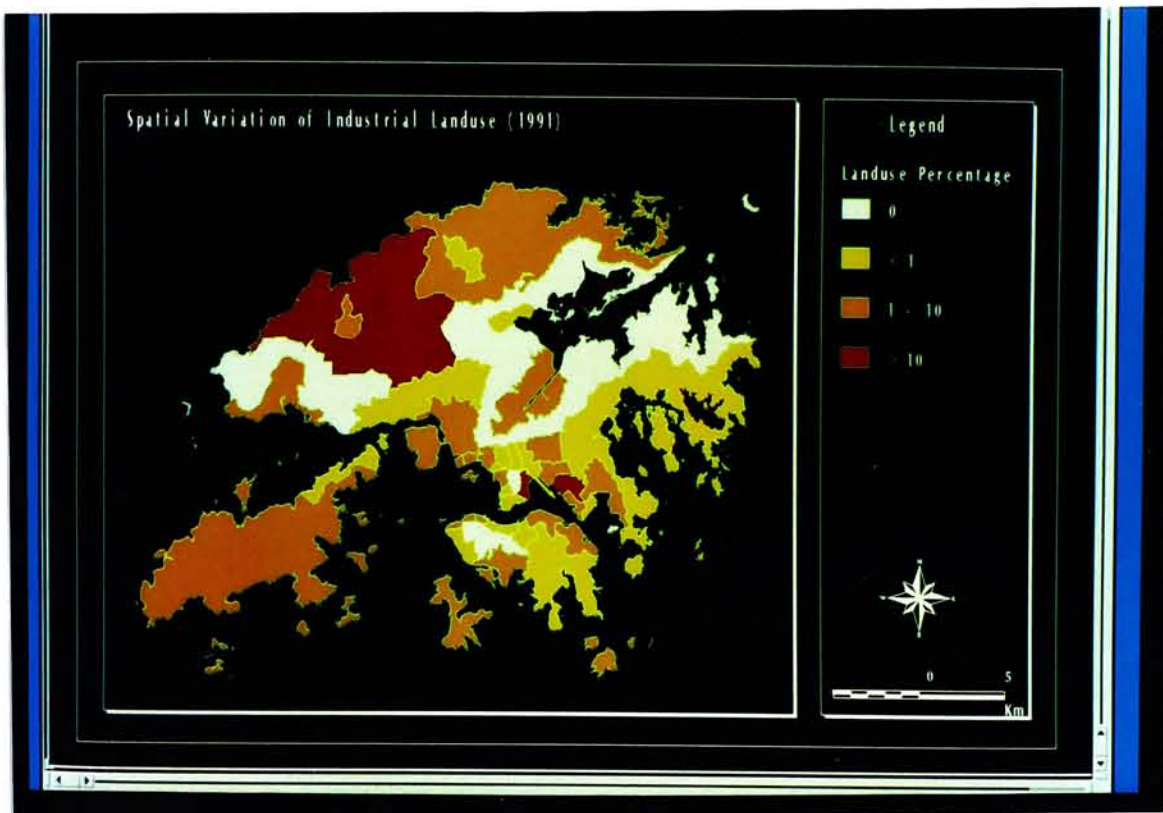 Spatial Variation of Industrial Landuse (1991)
Legend
Landuse Percentage
0
< 1
1 - 10
> 10
N
W E
S
0 5
Km